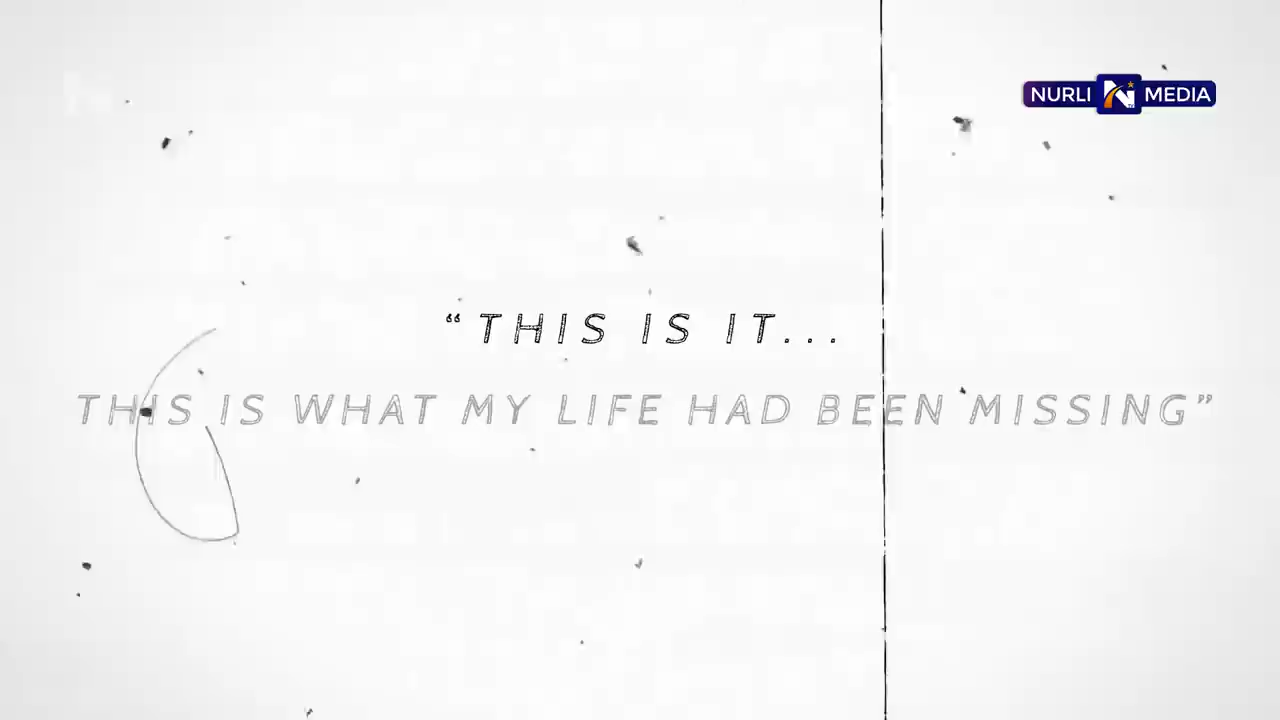 NURLI N MEDIA
“THIS IS IT...
THIS IS WHAT MY LIFE HAD BEEN MISSING”